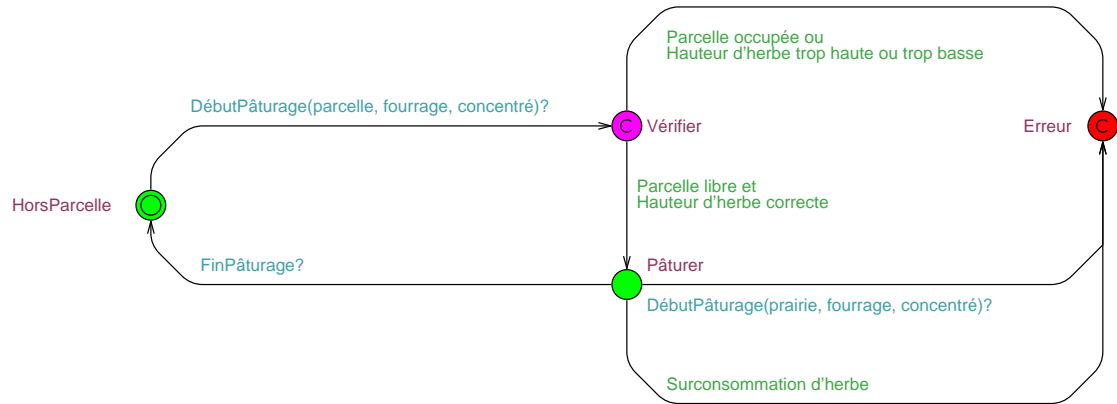 Parcelle occupée ou
Hauteur d'herbe trop haute ou trop basse
DébutPâturage(parcelle, fourrage, concentré)?
C
Vérifier
Erreur
C
Parcelle libre et
Hauteur d'herbe correcte
HorsParcelle
FinPâturage?
Pâturer
DébutPâturage(prairie, fourrage, concentré)?
Surconsommation d'herbe